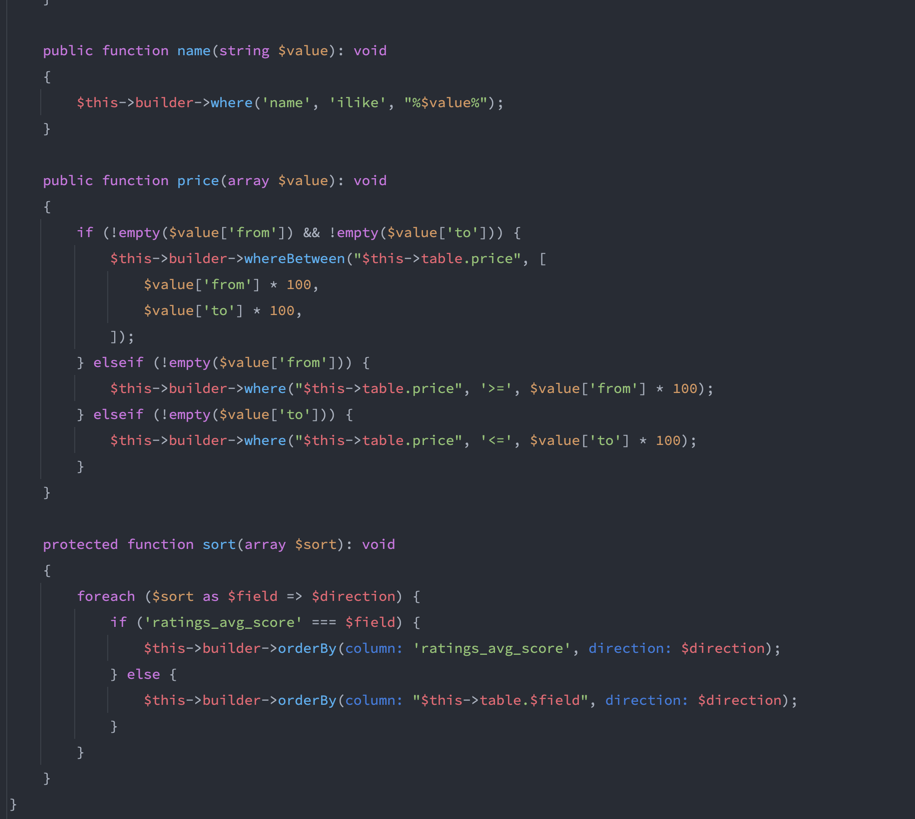 }
public function name(string $value): void
{
$this->builder->where('name', 'ilike', "%$value%");
}
public function price(array $value): void
{
if (!empty($value['from']) && !empty($value['to'])) {
$this->builder->whereBetween("$this->table.price", [
$value['from'] * 100,
$value['to'] * 100,
]);
} elseif (!empty($value['from'])) {
$this->builder->where("$this->table.price", '>=', $value['from'] * 100);
} elseif (!empty($value['to'])) {
$this->builder->where("$this->table.price", '<=', $value['to'] * 100);
}
}
protected function sort(array $sort): void
{
foreach ($sort as $field => $direction) {
if ('ratings_avg_score' === $field) {
$this->builder->orderBy(column: 'ratings_avg_score', direction: $direction);
} else {
$this->builder->orderBy(column: "$this->table.$field", direction: $direction);
}
}
}
}